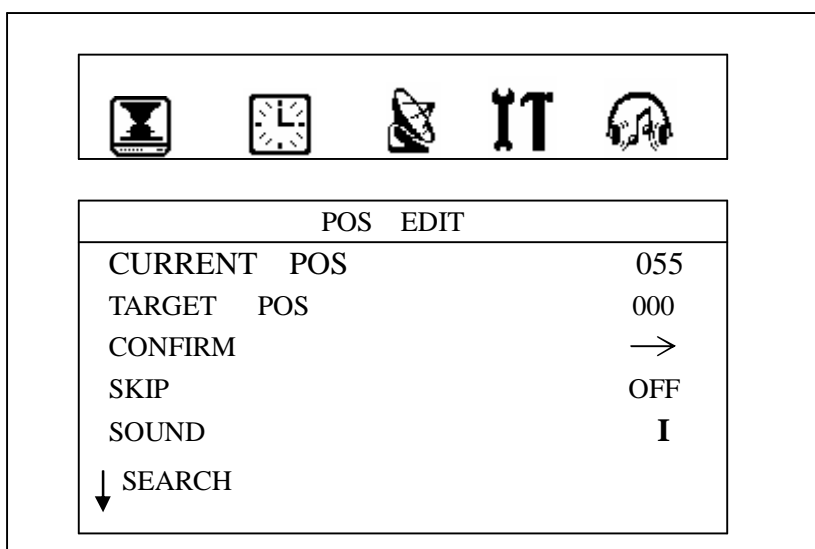 POS EDIT
CURRENT POS 055
TARGET POS 000
CONFIRM →
SKIP OFF
SOUND I
SEARCH